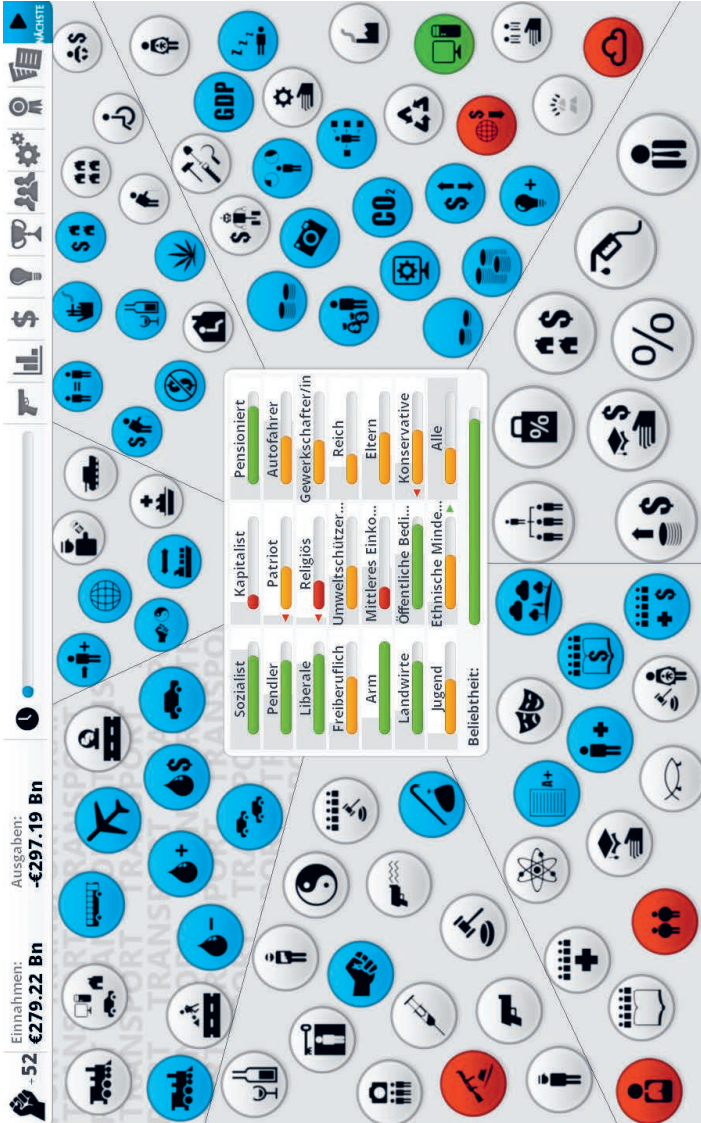 +52
Einnahmen:
€279.22 Bn
Ausgaben:
-€297.19 Bn
NÄCHSTE
TRANSPORT
GDP
CO₂
Sozialist
Kapitalist
Pensioniert
Pendler
Patriot
Autofahrer
Liberale
Religiös
Gewerkschafter/in
Freiberuflich
Umweltschützer...
Reich
Arm
Mittleres Einko...
Eltern
Landwirte
Öffentliche Bedi...
Konservative
Jugend
Ethnische Minde...
Alle
Beliebtheit:
A+